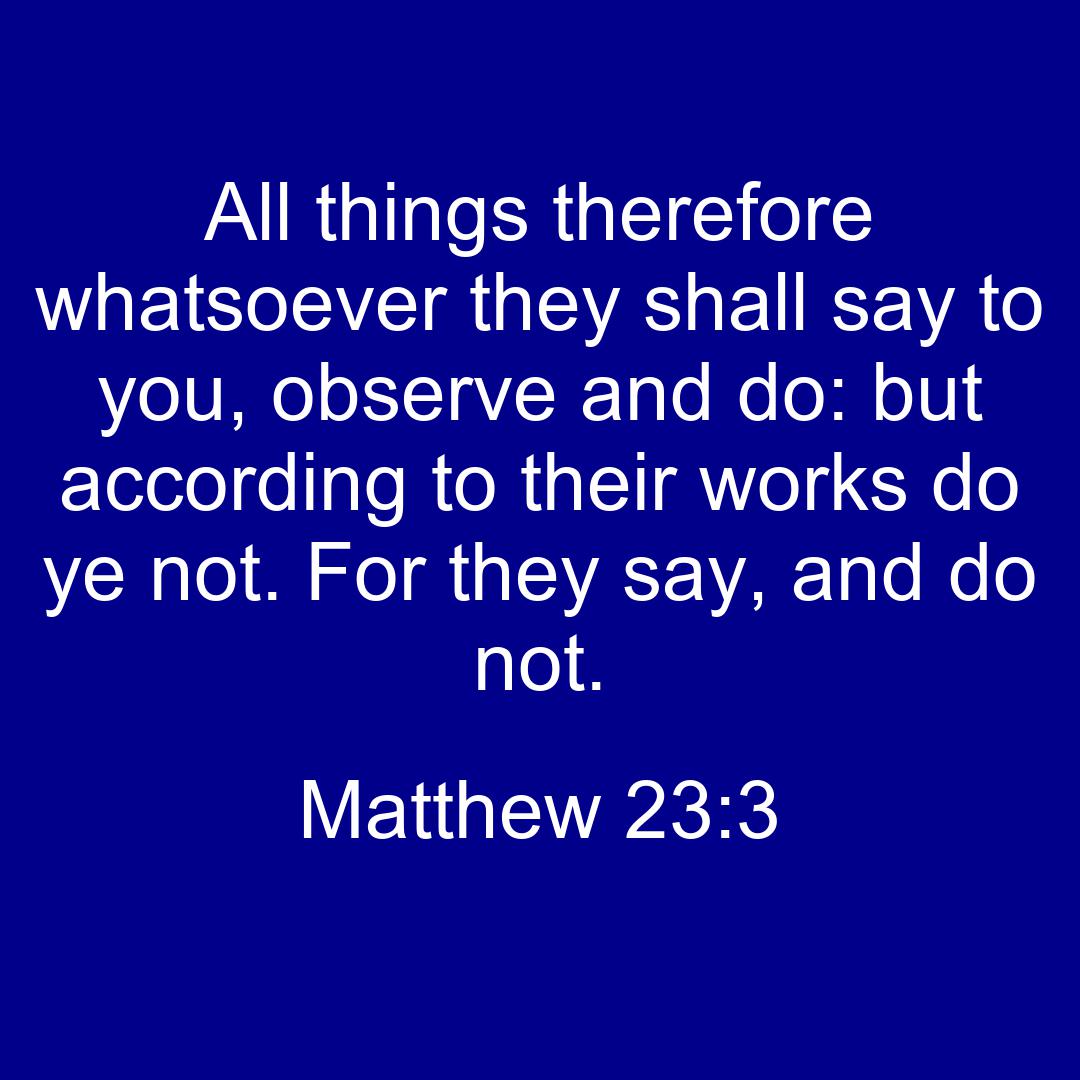 All things therefore
whatsoever they shall say to
you, observe and do: but
according to their works do
ye not. For they say, and do
not.
Matthew 23:3